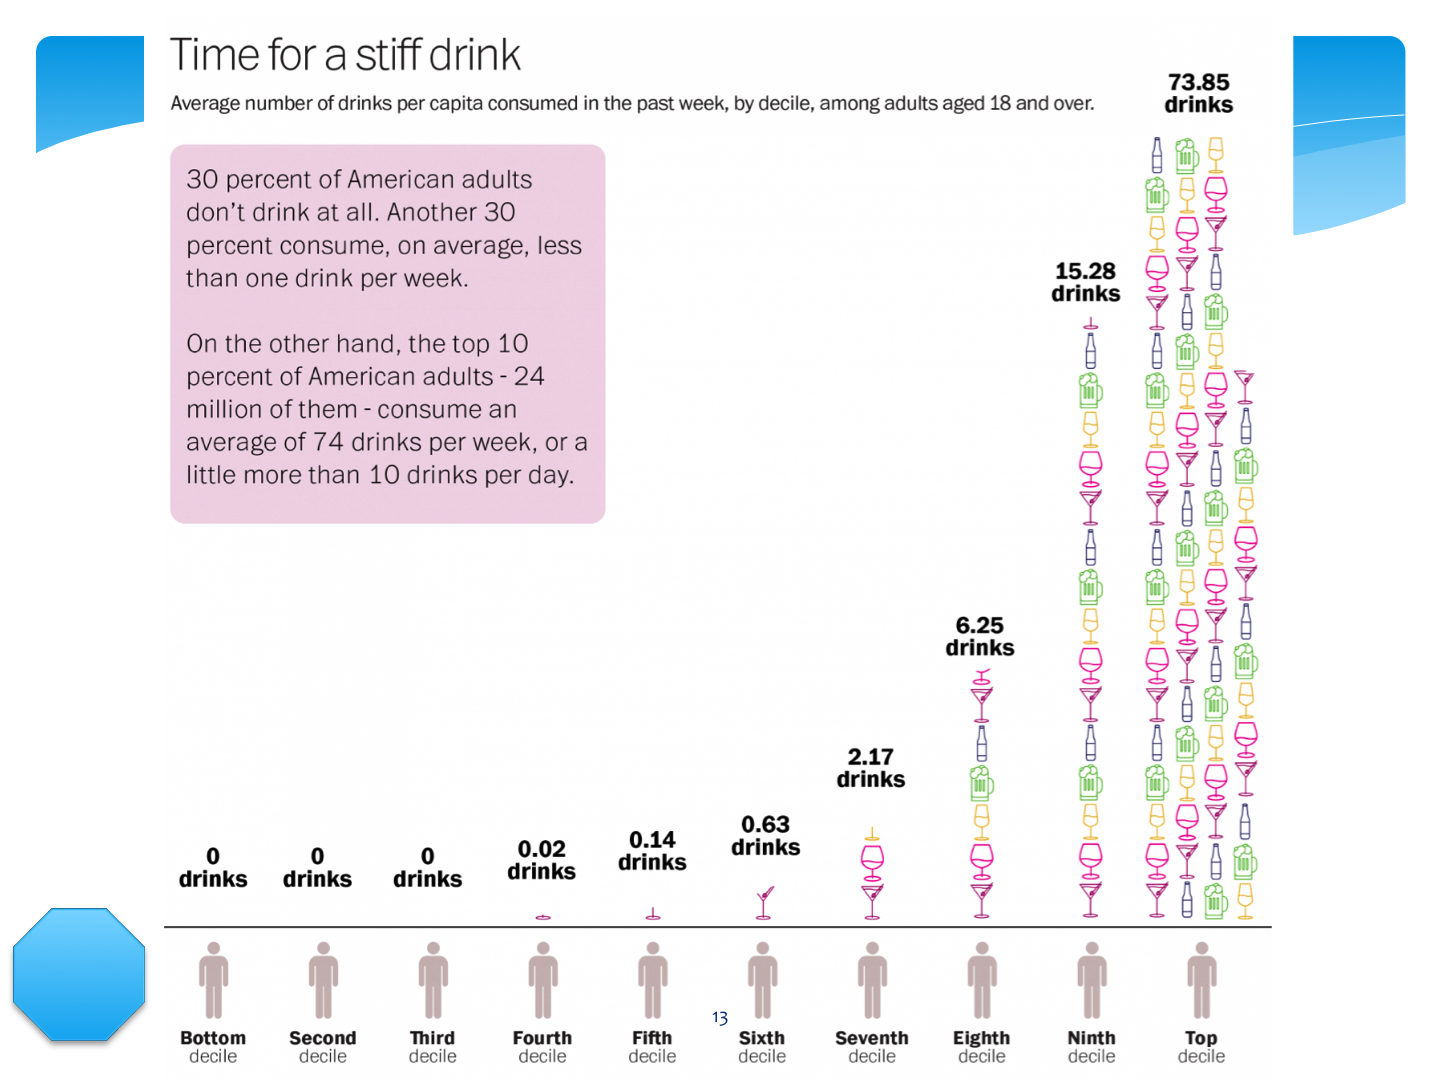 Time for a stiff drink
Average number of drinks per capita consumed in the past week, by decile, among adults aged 18 and over.
30 percent of American adults
don't drink at all. Another 30
percent consume, on average, less
than one drink per week.
On the other hand, the top 10
percent of American adults - 24
million of them - consume an
average of 74 drinks per week, or a
little more than 10 drinks per day.
0
drinks
0
drinks
0
drinks
0.02
drinks
0.14
drinks
0.63
drinks
2.17
drinks
6.25
drinks
15.28
drinks
73.85
drinks
Bottom
decile
Second
decile
Third
decile
Fourth
decile
Fifth
decile
13
Sixth
decile
Seventh
decile
Eighth
decile
Ninth
decile
Top
decile